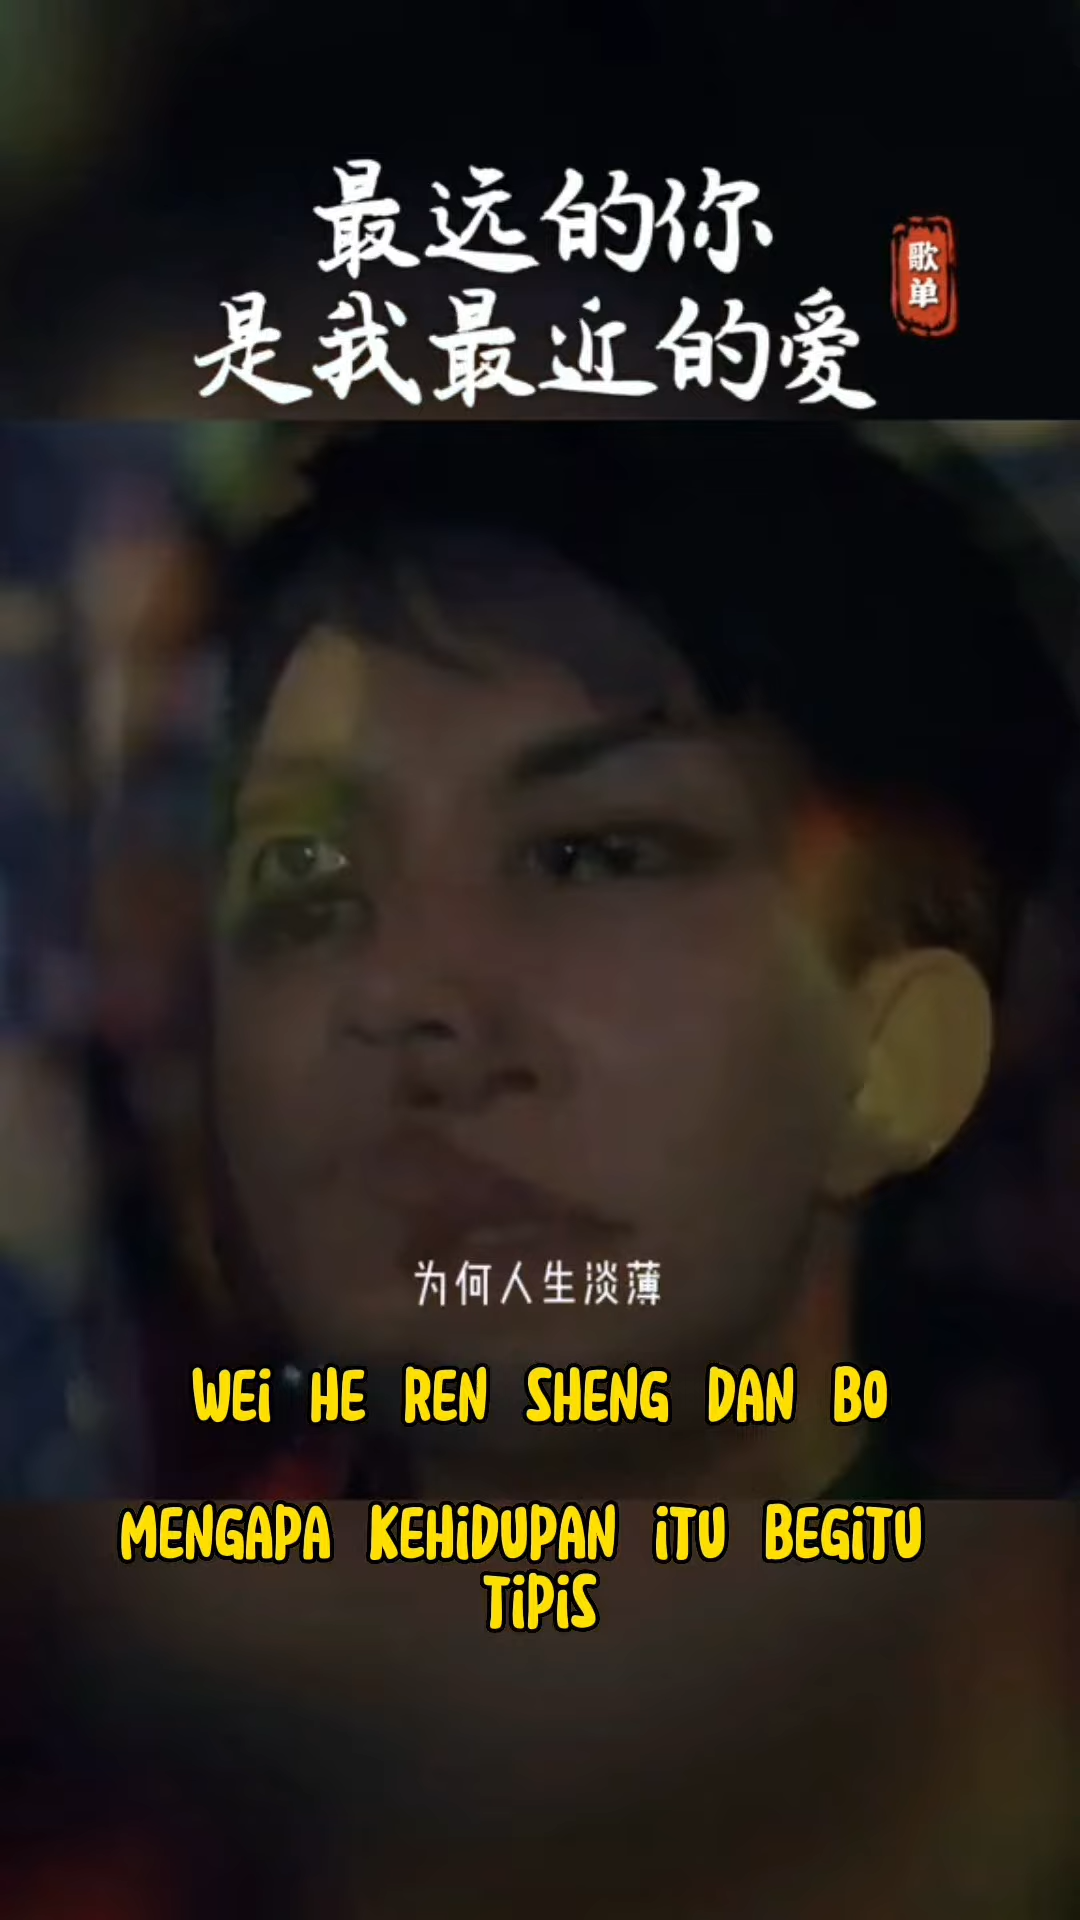 最远的你
是我最近的爱
歌单
为何人生淡薄
WEi HE REN SHENG DAN BO
MENGAPA KEHiDUPAN iTU BEGiTU
TiPiS